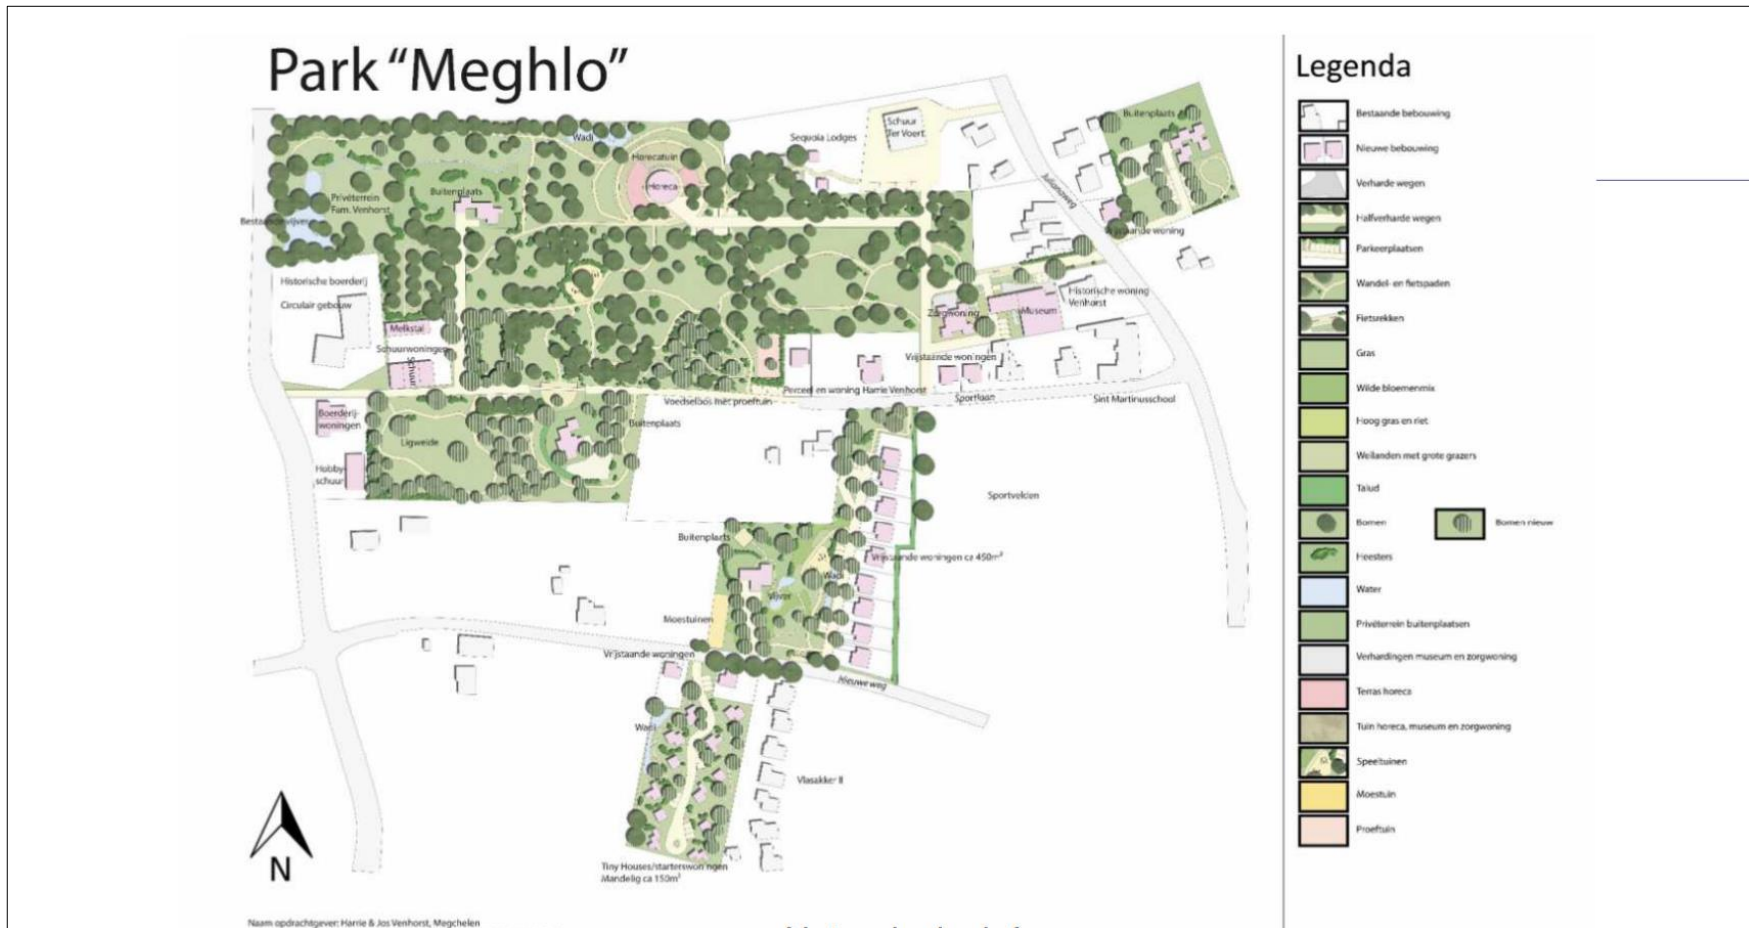 Park “Meghlo”
Legenda
Bestaande bebouwing
Nieuwe bebouwing
Verharde wegen
Halfverharde wegen
Parkeerplaatsen
Wandel- en fietspaden
Fietsrekken
Gras
Wilde bloemenmix
Hoog gras en riet
Weilanden met grote grazers
Talud
Bomen
Bomen nieuw
Heesters
Water
Privéterrein buitenplaatsen
Verhardingen museum en zorgwoning
Terras horeca
Tuin horeca, museum en zorgwoning
Speeltuinen
Moestuin
Proeftuin
Wadi
Horecatuin
Horeca
Sequoia Lodges
Schuur
Ter Voert
Buitenplaats
Julianaweg
Vrijstaande woning
Privéterrein
Fam. Venhorst
Buitenplaats
Bestaande vijver
Historische boerderij
Circulair gebouw
Melkstal
Schuurwoningen
Schuur
Historische woning
Venhorst
Zorgwoning
Museum
Vrijstaande woningen
Perceel en woning Harrie Venhorst
Voedselbos met proeftuin
Sportlaan
Sint Martinusschool
Boerderij-
woningen
Ligweide
Buitenplaats
Hobby-
schuur
Sportvelden
Buitenplaats
Vrijstaande woningen ca 450m²
Wadi
Vijver
Moestuinen
Vrijstaande woningen
Nieuwe weg
Wadi
Vlasakker II
Tiny Houses/starterswoningen
Mandelig ca 150m²
N
Naam opdrachtgever: Harrie & Jos Venhorst, Megchelen